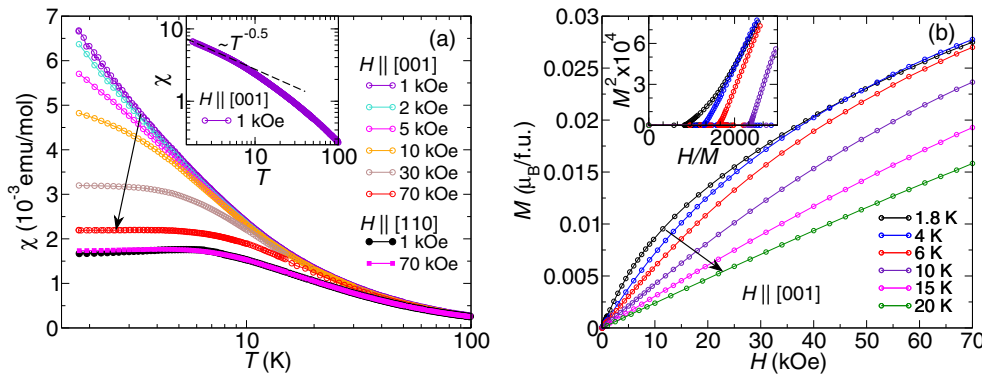 (a)
χ (10⁻³ emu/mol)
7
6
5
4
3
2
1
0
10
100
T (K)
H || [001]
1 kOe
2 kOe
5 kOe
10 kOe
30 kOe
70 kOe
H || [110]
1 kOe
70 kOe
~T⁻⁰·⁵
χ
10
1
H || [001]
1 kOe
10
100
T
(b)
M (μB/f.u.)
0.03
0.025
0.02
0.015
0.01
0.005
0
0
10
20
30
40
50
60
70
H (kOe)
H || [001]
1.8 K
4 K
6 K
10 K
15 K
20 K
M² x10⁴
6
4
2
0
0
2000
H/M